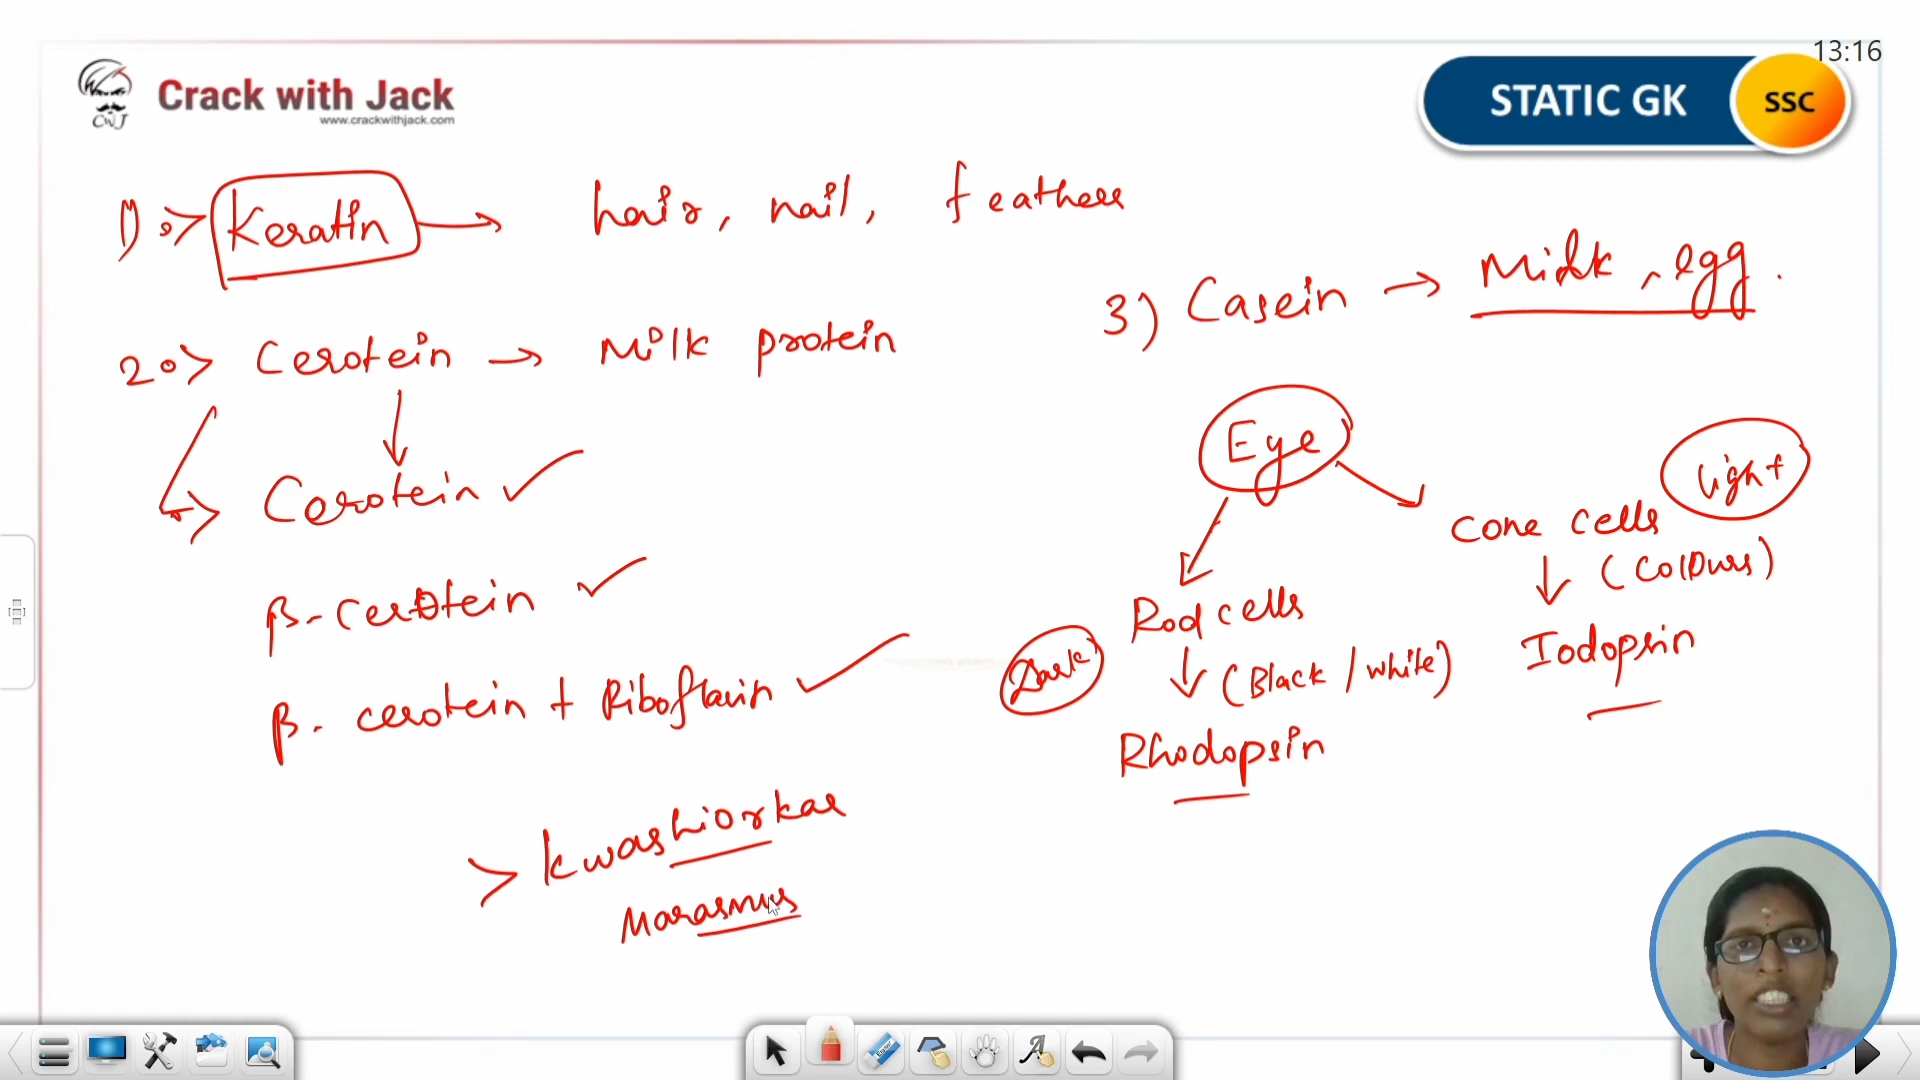 13:16
Crack with Jack
www.crackwithjack.com
CWJ
STATIC GK
SSC
1) Keratin → hair, nail, feathers
2) Cerotein → Milk protein
Cerotein ✓
β-cerotein ✓
β-cerotein + Riboflavin ✓
> kwashiorkar
Marasmus
3) Casein → Milk, egg.
Eye
Light
Cone cells
(Colours)
Iodopsin
Rod cells
Dark
(Black / white)
Rhodopsin
Eraser